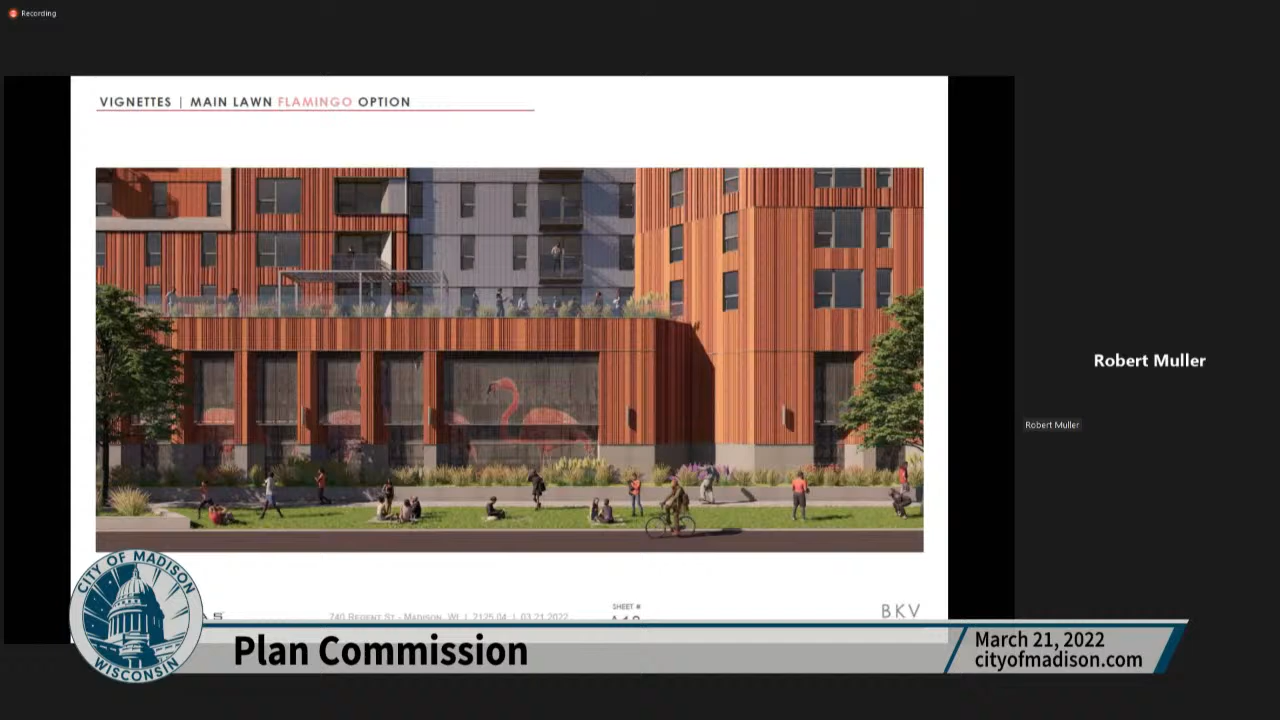 Recording
VIGNETTES | MAIN LAWN FLAMINGO OPTION
Robert Muller
Robert Muller
740 REGENT ST - MADISON, WI | 2125.04 | 03.21.2022
SHEET #
BKV
CITY OF MADISON
WISCONSIN
Plan Commission
March 21, 2022
cityofmadison.com